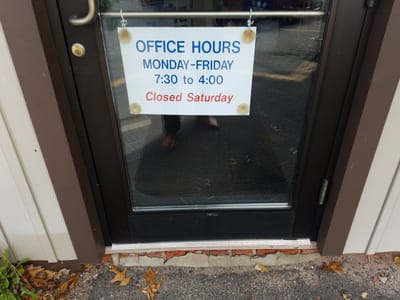 OFFICE HOURS
MONDAY-FRIDAY
7:30 to 4:00
Closed Saturday